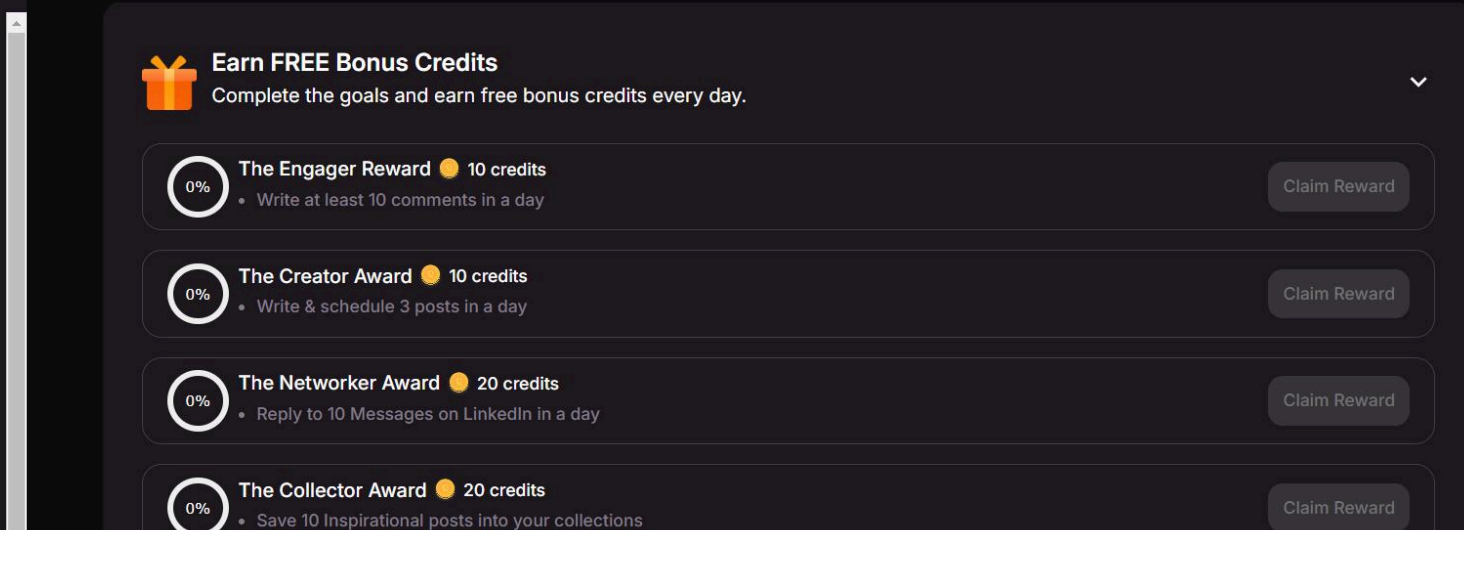 Earn FREE Bonus Credits
Complete the goals and earn free bonus credits every day.
0%
The Engager Reward 10 credits
• Write at least 10 comments in a day
Claim Reward
0%
The Creator Award 10 credits
• Write & schedule 3 posts in a day
Claim Reward
0%
The Networker Award 20 credits
• Reply to 10 Messages on LinkedIn in a day
Claim Reward
0%
The Collector Award 20 credits
• Save 10 Inspirational posts into your collections
Claim Reward